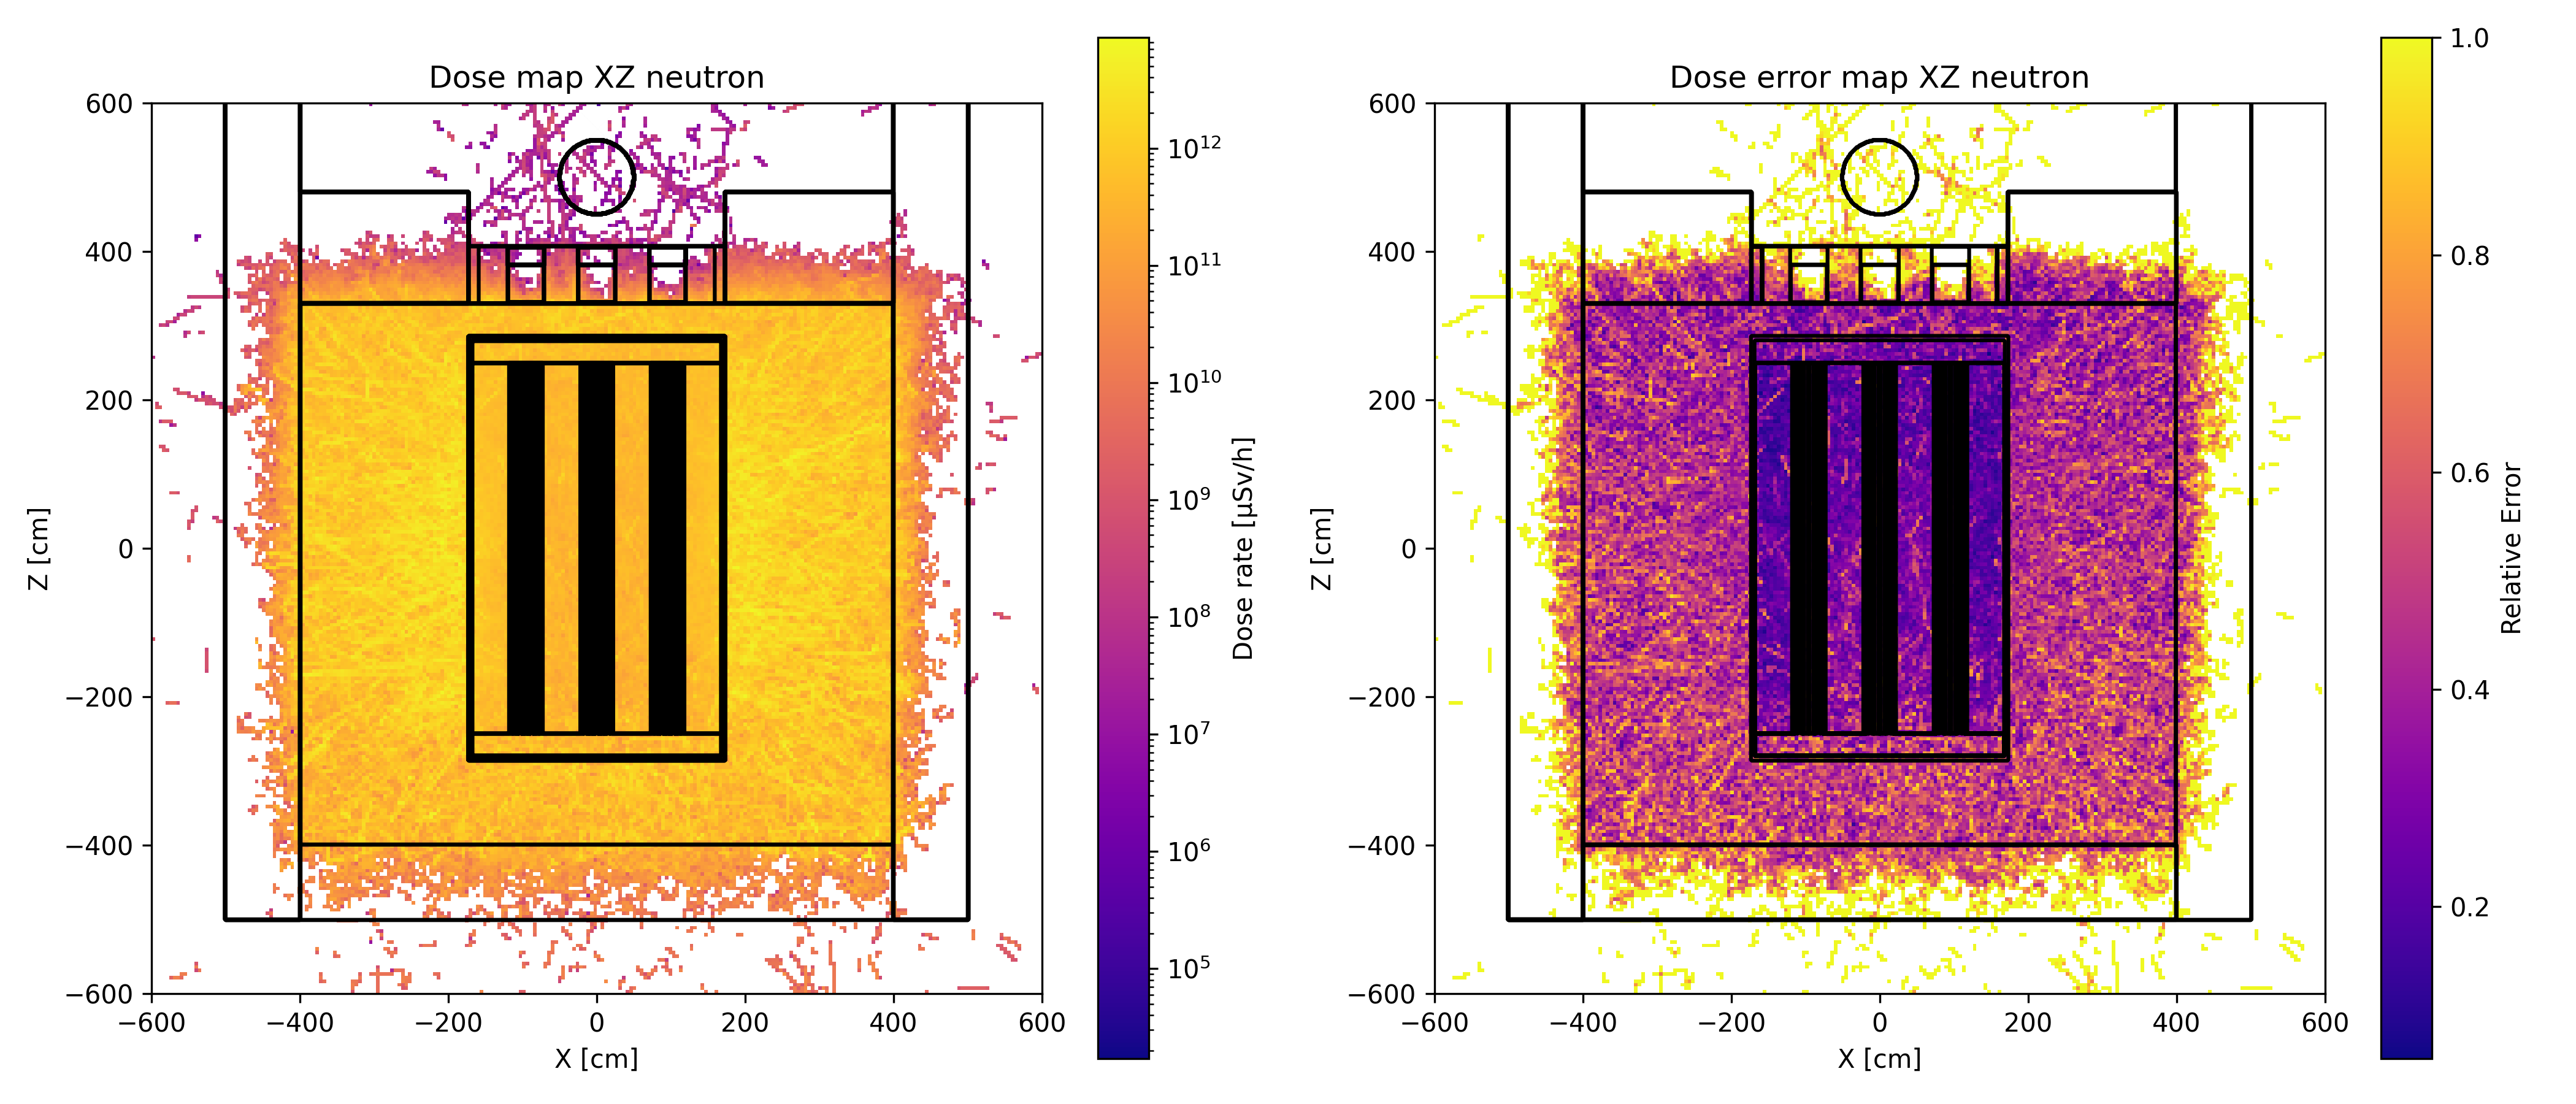 Dose map XZ neutron
600
400
200
0
−200
−400
−600
Z [cm]
−600 −400 −200 0 200 400 600
X [cm]
10¹²
10¹¹
10¹⁰
10⁹
10⁸
10⁷
10⁶
10⁵
Dose rate [µSv/h]
Dose error map XZ neutron
600
400
200
0
−200
−400
−600
Z [cm]
−600 −400 −200 0 200 400 600
X [cm]
1.0
0.8
0.6
0.4
0.2
Relative Error